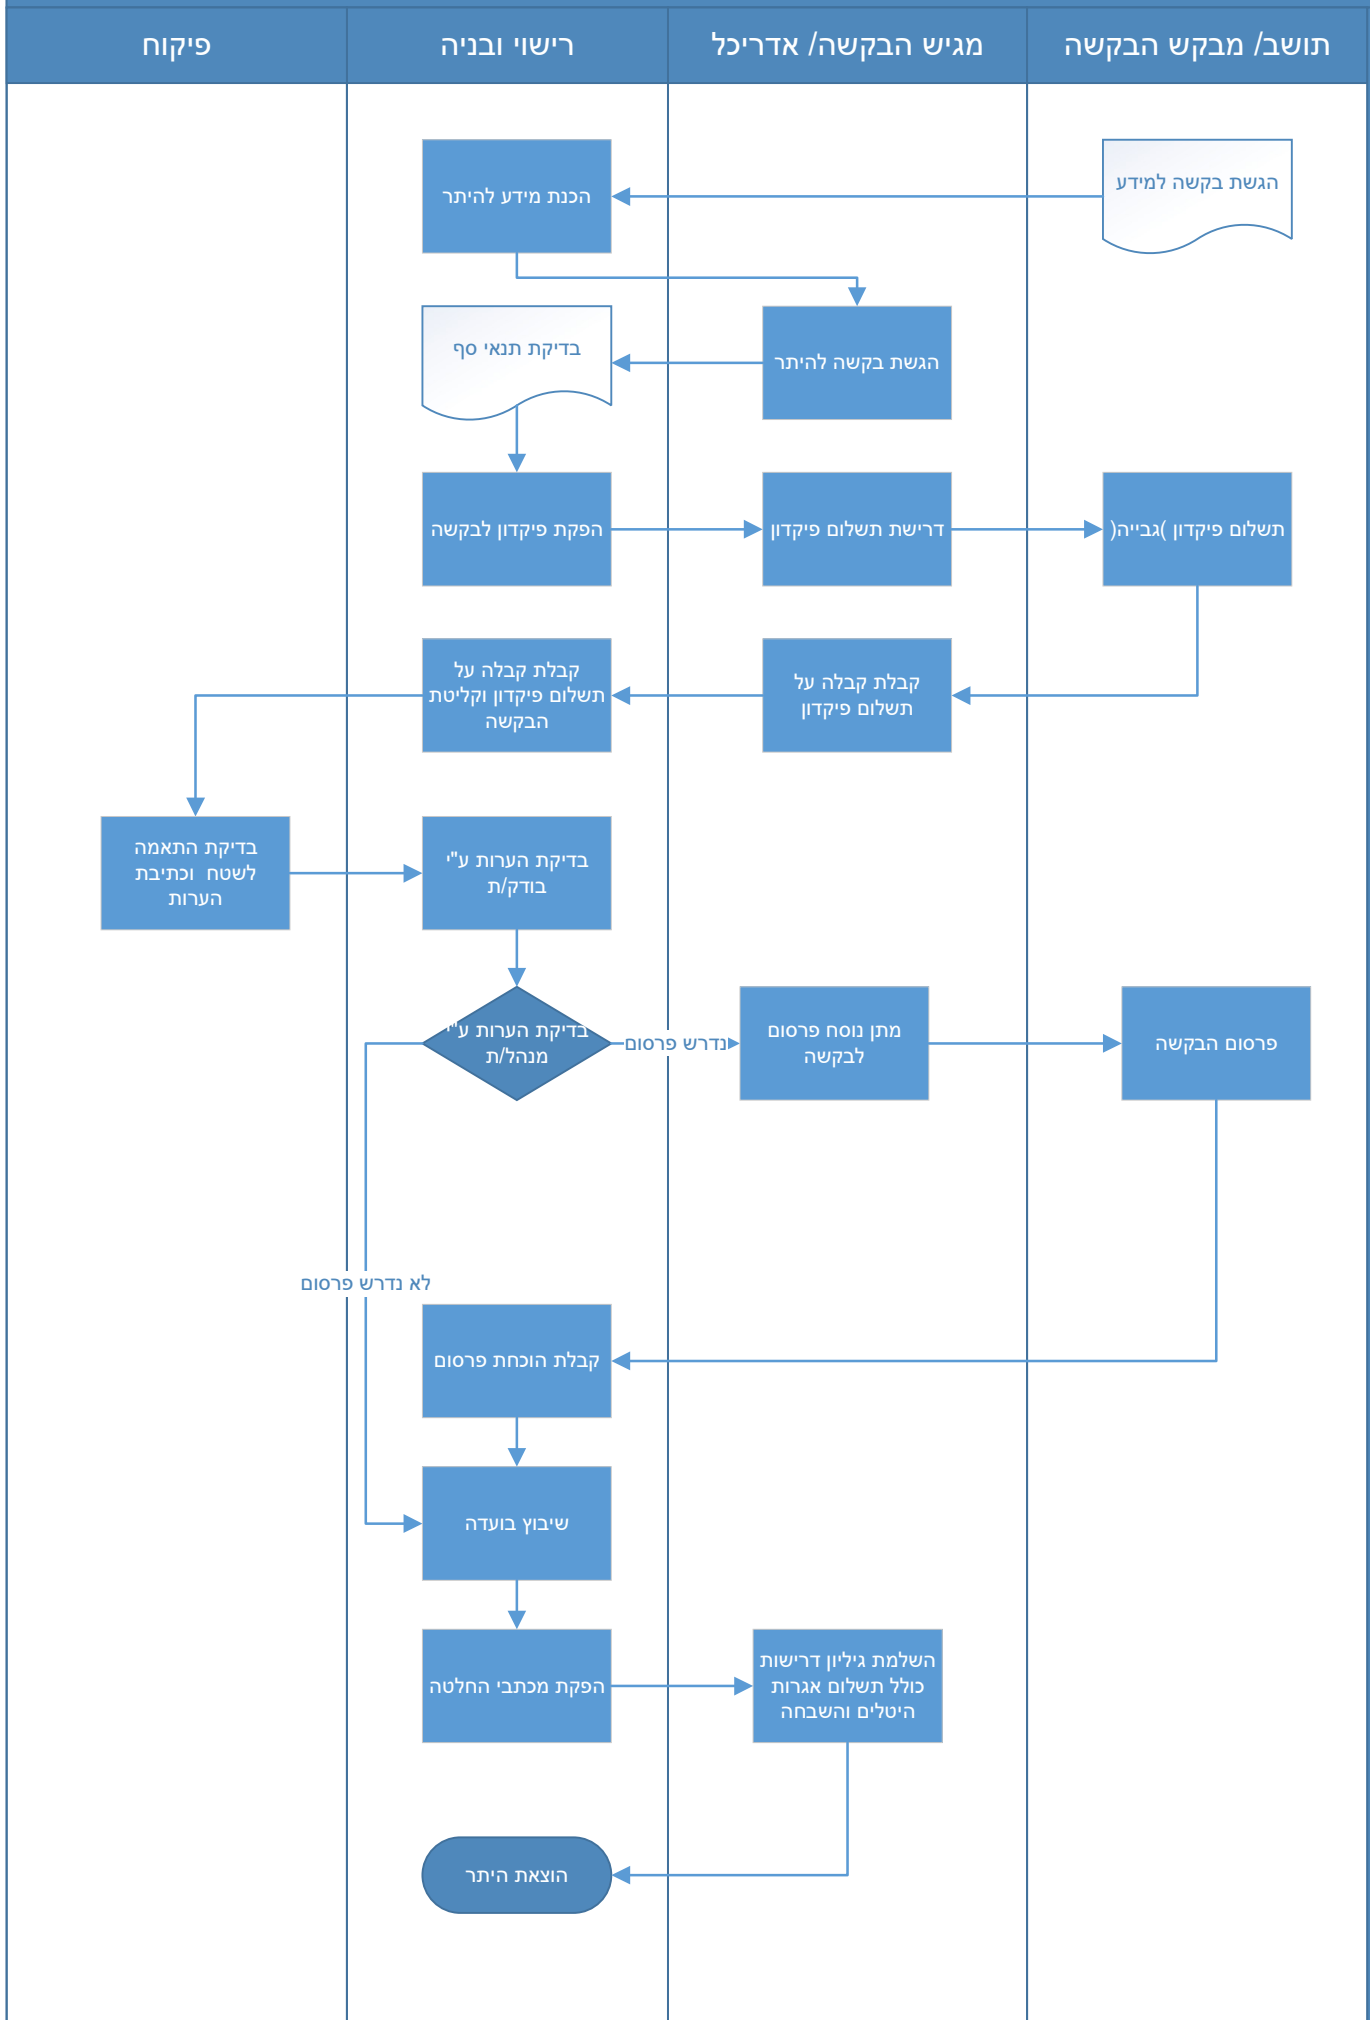 תושב/ מבקש הבקשה
מגיש הבקשה/ אדריכל
רישוי ובניה
פיקוח
הגשת בקשה למידע
הכנת מידע להיתר
הגשת בקשה להיתר
בדיקת תנאי סף
הפקת פיקדון לבקשה
דרישת תשלום פיקדון
תשלום פיקדון )גבייה(
קבלת קבלה על
תשלום פיקדון
קבלת קבלה על
תשלום פיקדון וקליטת
הבקשה
בדיקת התאמה
לשטח וכתיבת
הערות
בדיקת הערות ע"י
בודק/ת
בדיקת הערות ע"י
מנהל/ת
נדרש פרסום
מתן נוסח פרסום
לבקשה
פרסום הבקשה
לא נדרש פרסום
קבלת הוכחת פרסום
שיבוץ בועדה
הפקת מכתבי החלטה
השלמת גיליון דרישות
כולל תשלום אגרות
היטלים והשבחה
הוצאת היתר